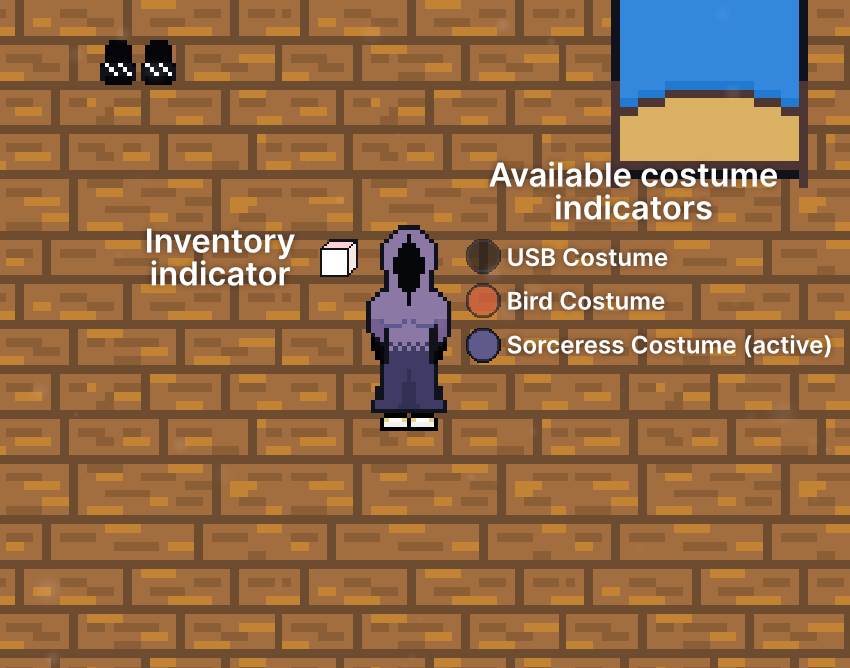 Available costume
indicators
Inventory
indicator
USB Costume
Bird Costume
Sorceress Costume (active)